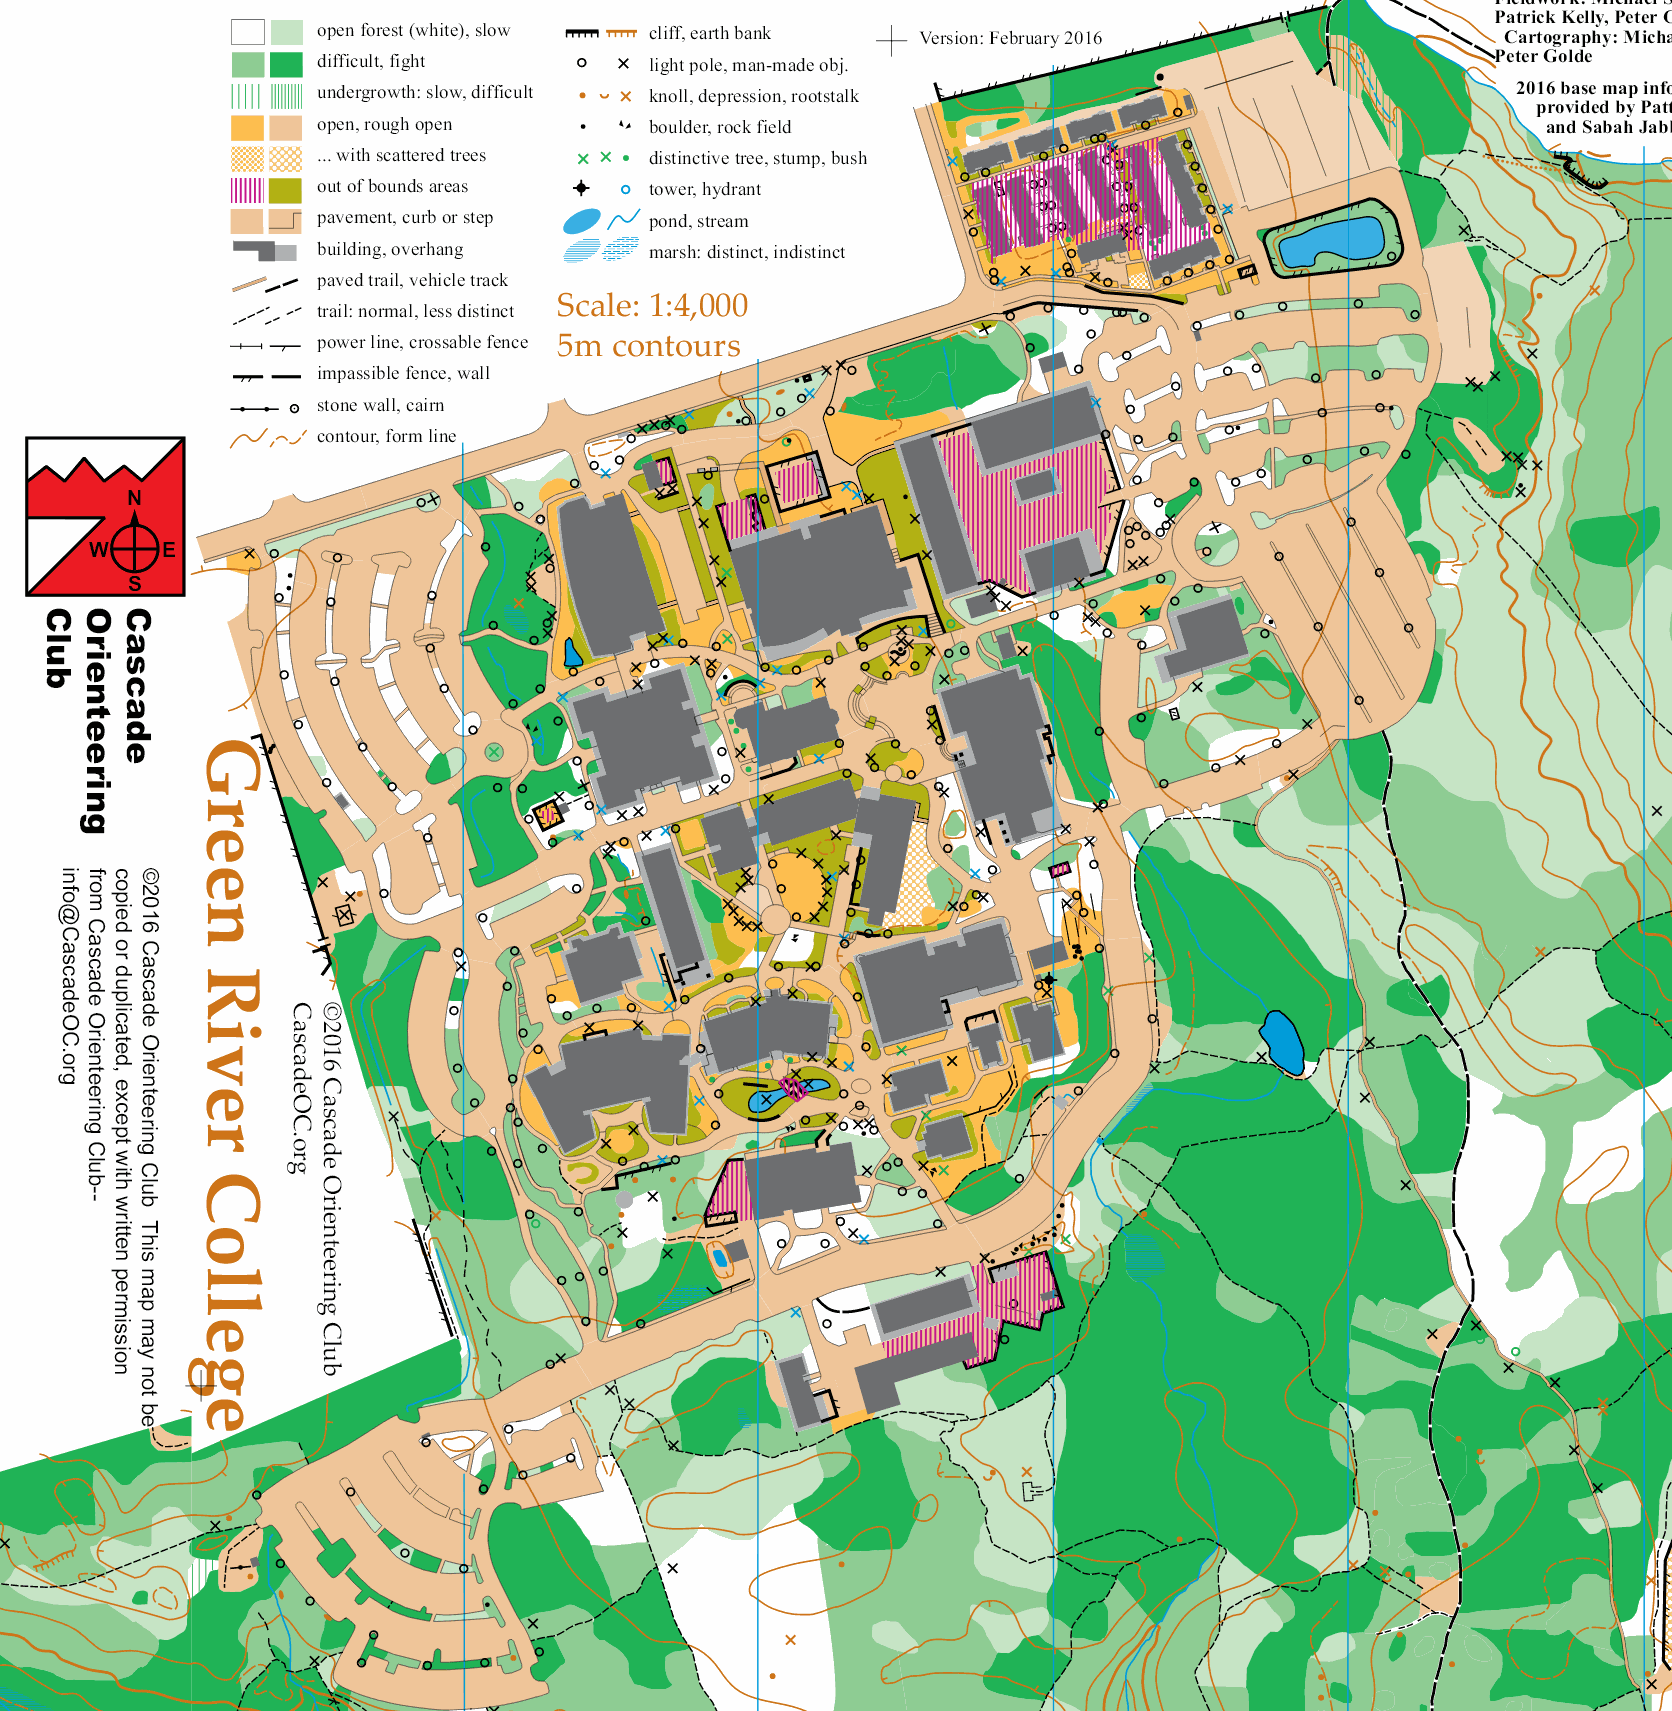 open forest (white), slow
difficult, fight
undergrowth: slow, difficult
open, rough open
... with scattered trees
out of bounds areas
pavement, curb or step
building, overhang
paved trail, vehicle track
trail: normal, less distinct
power line, crossable fence
impassible fence, wall
stone wall, cairn
contour, form line
cliff, earth bank
light pole, man-made obj.
knoll, depression, rootstalk
boulder, rock field
distinctive tree, stump, bush
tower, hydrant
pond, stream
marsh: distinct, indistinct
Scale: 1:4,000
5m contours
Version: February 2016
Patrick Kelly, Peter
Cartography:
Peter Golde
2016 base map
provided by
and Sabah
N
W E
S
Cascade
Orienteering
Club
Green River College
©2016 Cascade Orienteering Club
CascadeOC.org
©2016 Cascade Orienteering Club This map may not be
copied or duplicated, except with written permission
from Cascade Orienteering Club--
info@CascadeOC.org